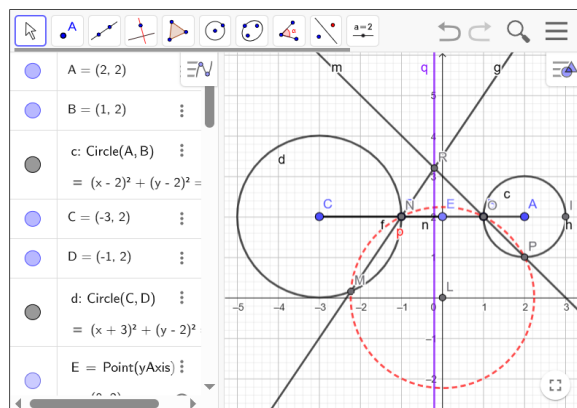 A
a = 2
A = (2, 2)
B = (1, 2)
c: Circle(A, B)
= (x - 2)² + (y - 2)² =
C = (-3, 2)
D = (-1, 2)
d: Circle(C, D)
= (x + 3)² + (y - 2)²
E = Point(yAxis)
m
q
g
5
R
3
d
c
C
N
E
A
I
f
p
n
2
h
P
1
M
L
−5
−4
−3
−2
−1
0
1
2
3
−1
−2